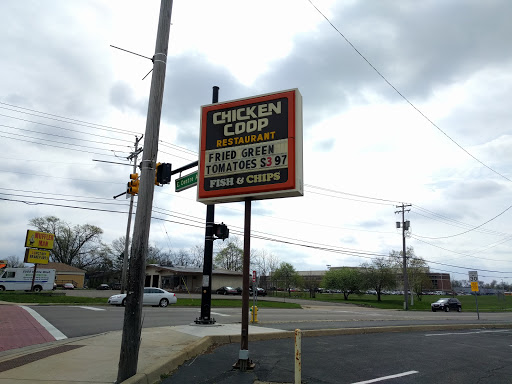 CHICKEN
COOP
RESTAURANT
FRIED GREEN
TOMATOES $3 97
FISH & CHIPS